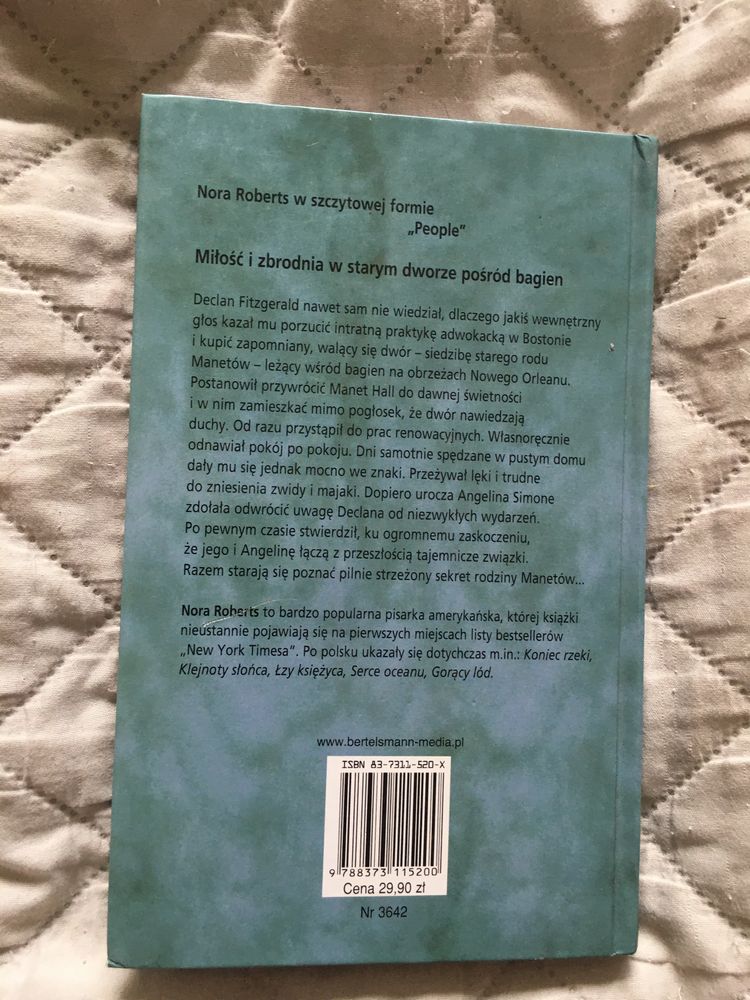 Nora Roberts w szczytowej formie
„People"
Miłość i zbrodnia w starym dworze pośród bagien
Declan Fitzgerald nawet sam nie wiedział, dlaczego jakiś wewnętrzny
głos kazał mu porzucić intratną praktykę adwokacką w Bostonie
i kupić zapomniany, walący się dwór – siedzibę starego rodu
Manetów – leżący wśród bagien na obrzeżach Nowego Orleanu.
Postanowił przywrócić Manet Hall do dawnej świetności
i w nim zamieszkać mimo pogłosek, że dwór nawiedzają
duchy. Od razu przystąpił do prac renowacyjnych. Własnoręcznie
odnawiał pokój po pokoju. Dni samotnie spędzane w pustym domu
dały mu się jednak mocno we znaki. Przeżywał lęki i trudne
do zniesienia zwidy i majaki. Dopiero urocza Angelina Simone
zdołała odwrócić uwagę Declana od niezwykłych wydarzeń.
Po pewnym czasie stwierdził, ku ogromnemu zaskoczeniu,
że jego i Angelinę łączą z przeszłością tajemnicze związki.
Razem starają się poznać pilnie strzeżony sekret rodziny Manetów...
Nora Roberts to bardzo popularna pisarka amerykańska, której książki
nieustannie pojawiają się na pierwszych miejscach listy bestsellerów
„New York Timesa". Po polsku ukazały się dotychczas m.in.: Koniec rzeki,
Klejnoty słońca, Łzy księżyca, Serce oceanu, Gorący lód.
www.bertelsmann-media.pl
ISBN 83-7311-520-X
9 788373 115200
Cena 29,90 zł
Nr 3642